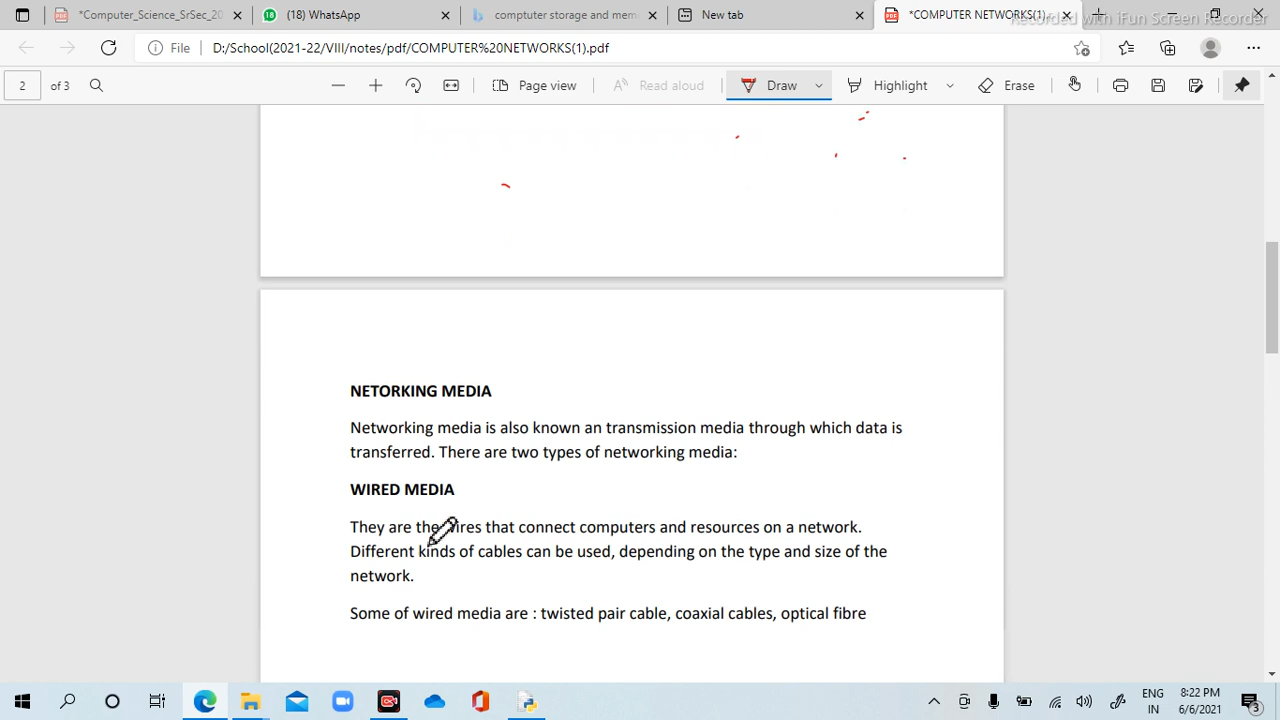 *Computer_Science_Sec_20
(18) WhatsApp
comptuter storage and mem
New tab
*COMPUTER NETWORKS(1).p
Recorded with iFun Screen Recorder
File D:/School(2021-22/VIII/notes/pdf/COMPUTER%20NETWORKS(1).pdf
2 of 3
Page view
Read aloud
Draw
Highlight
Erase
NETORKING MEDIA
Networking media is also known an transmission media through which data is
transferred. There are two types of networking media:
WIRED MEDIA
They are the wires that connect computers and resources on a network.
Different kinds of cables can be used, depending on the type and size of the
network.
Some of wired media are : twisted pair cable, coaxial cables, optical fibre
ENG
IN
8:22 PM
6/6/2021
3